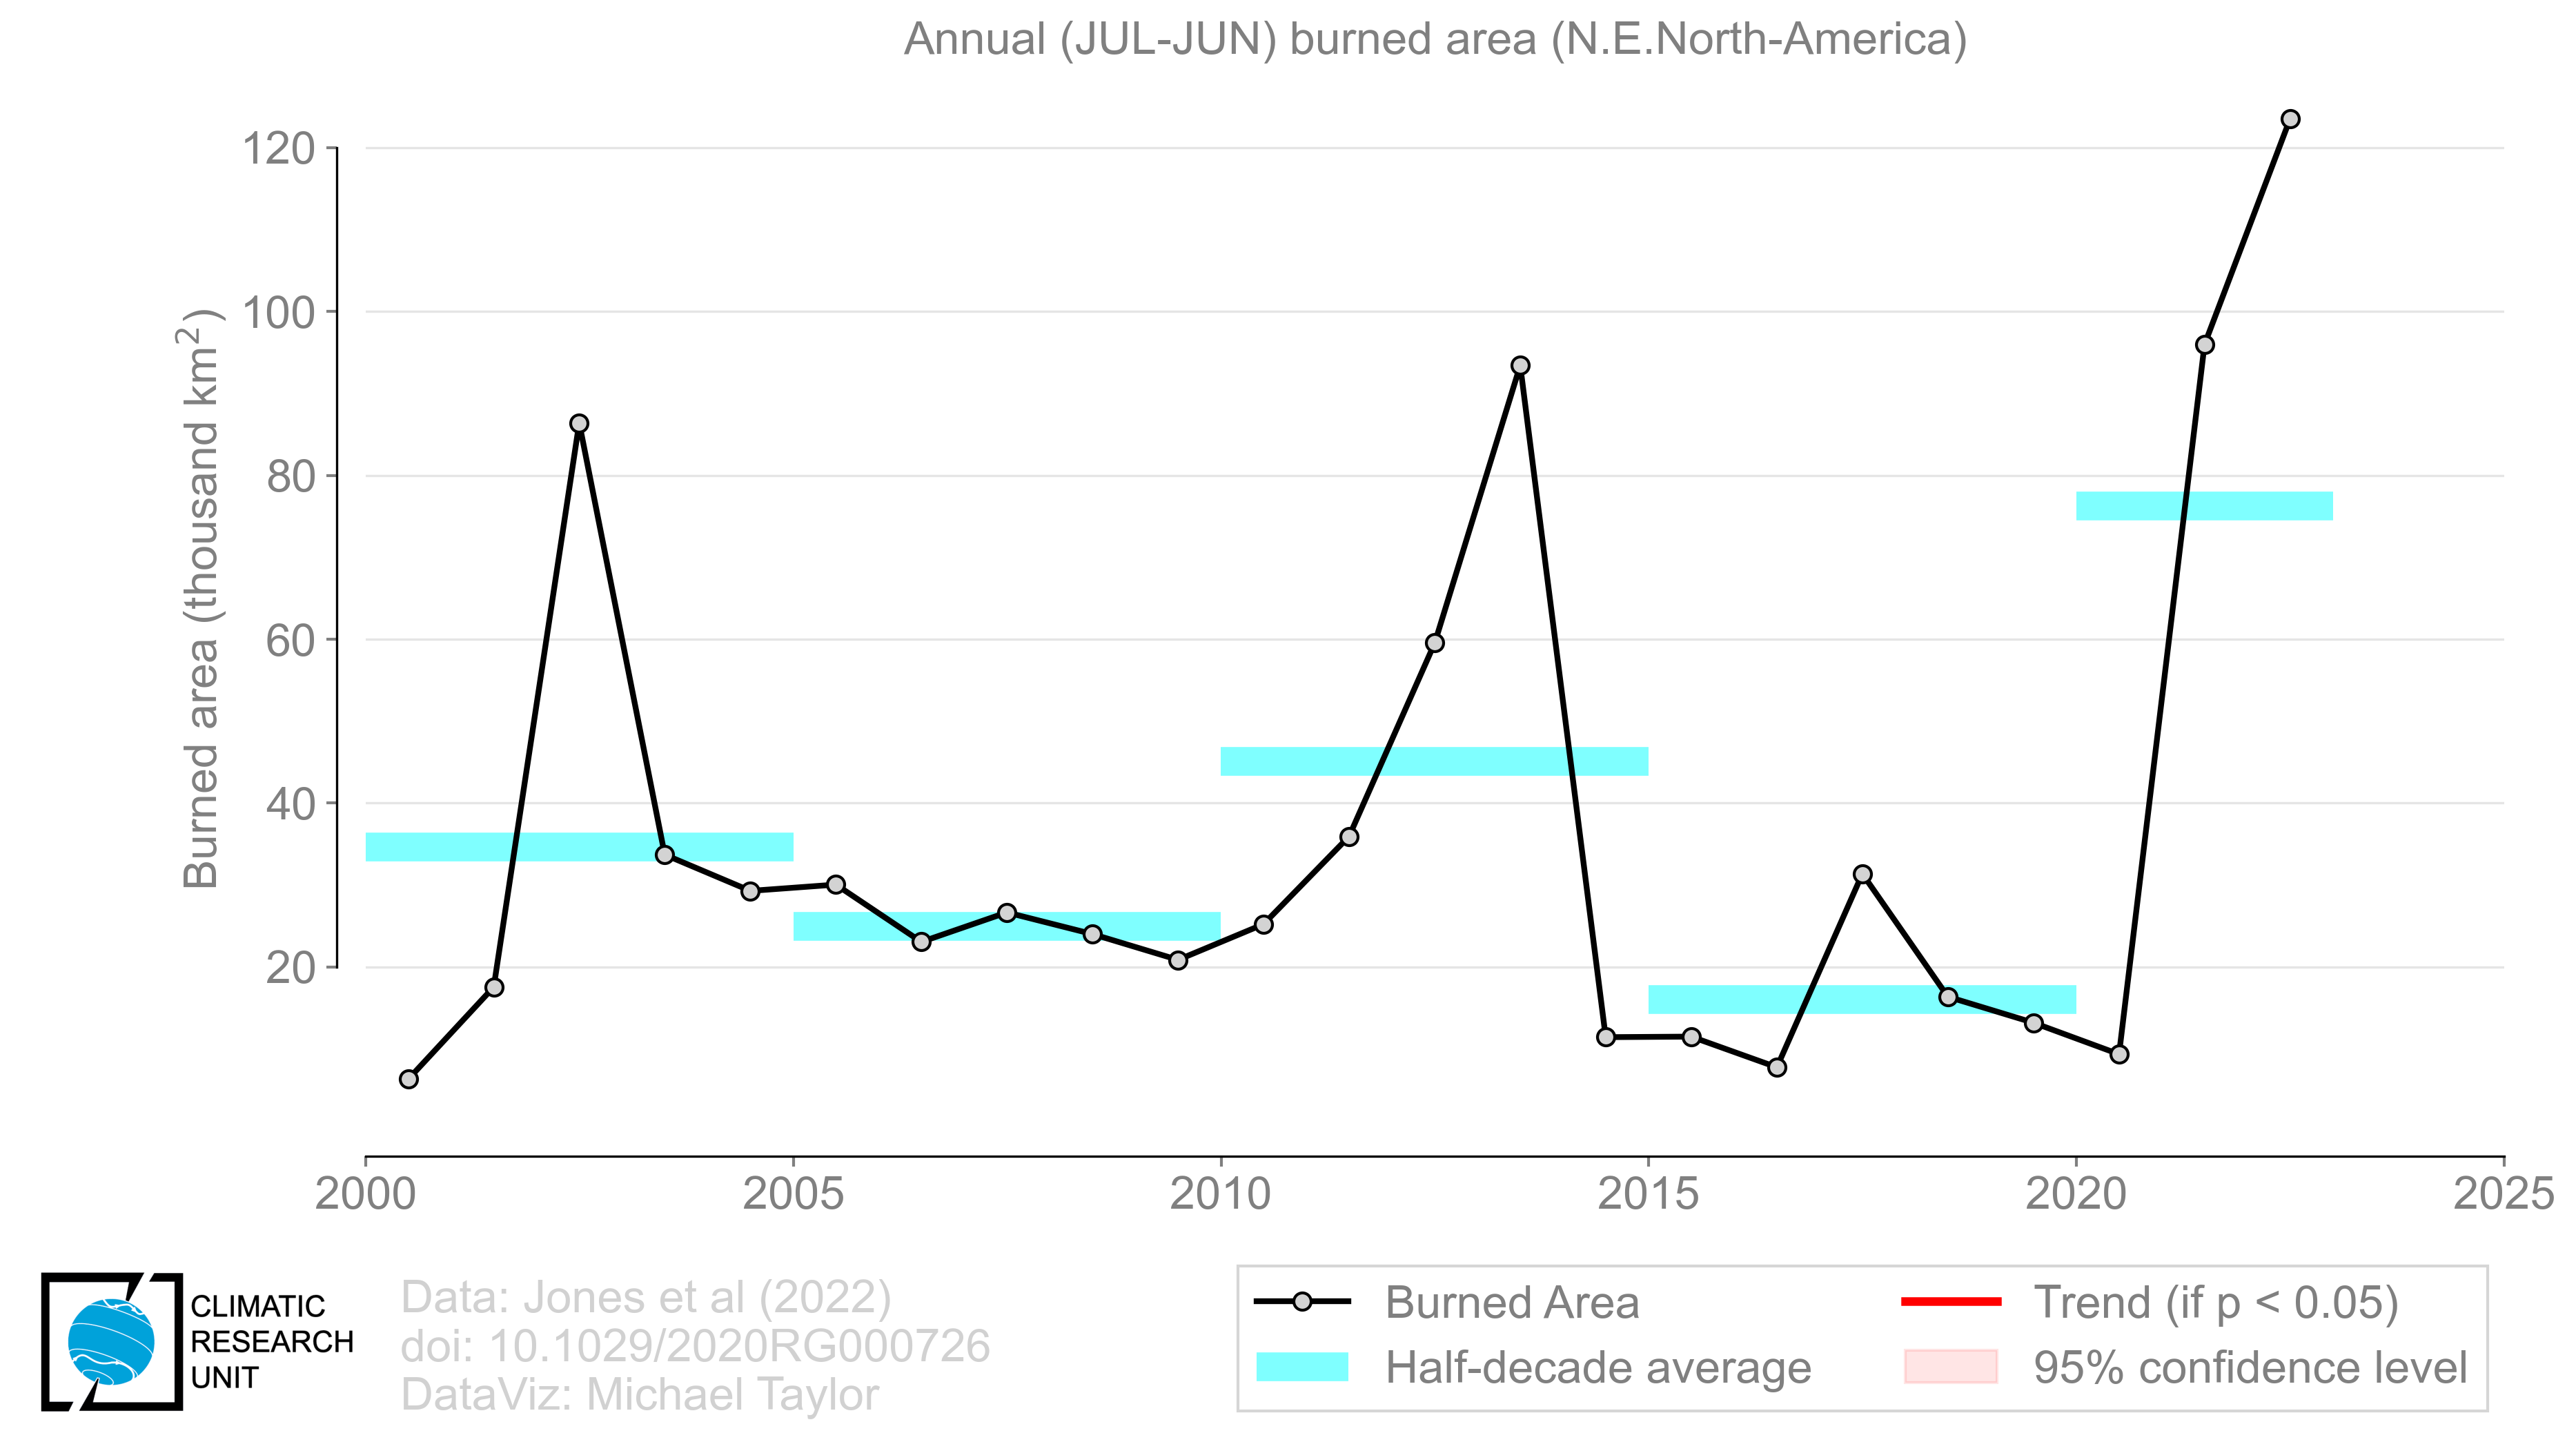 Annual (JUL-JUN) burned area (N.E.North-America)
Burned area (thousand km²)
120
100
80
60
40
20
2000 2005 2010 2015 2020 2025
CLIMATIC
RESEARCH
UNIT
Data: Jones et al (2022)
doi: 10.1029/2020RG000726
DataViz: Michael Taylor
Burned Area
Half-decade average
Trend (if p < 0.05)
95% confidence level